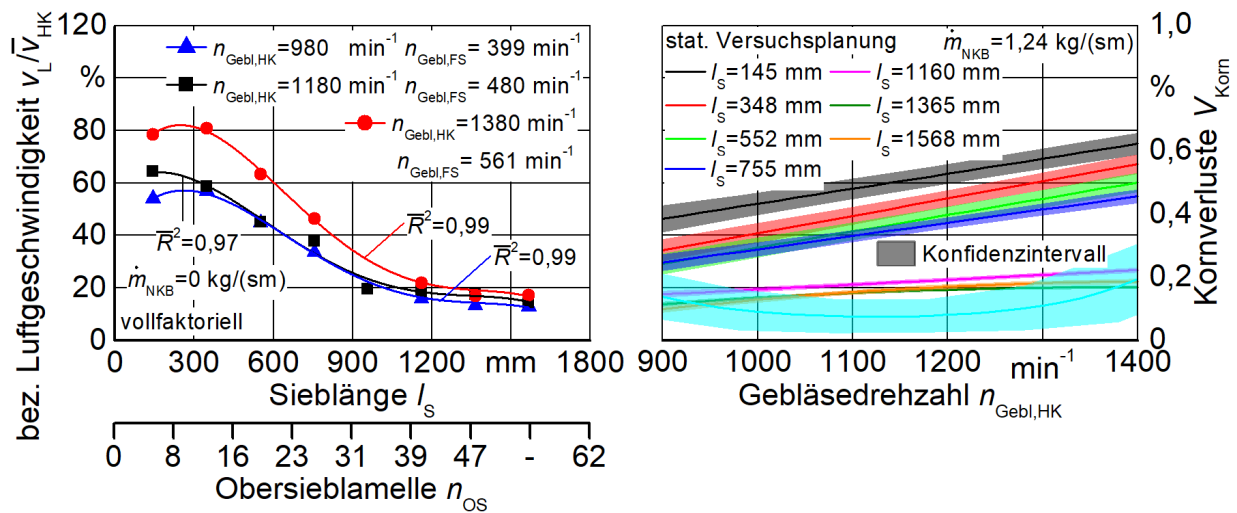 bez. Luftgeschwindigkeit v_L/v̅_HK
120
%
80
60
40
20
0
n_Gebl,HK=980 min⁻¹ n_Gebl,FS= 399 min⁻¹
n_Gebl,HK=1180 min⁻¹ n_Gebl,FS= 480 min⁻¹
n_Gebl,HK=1380 min⁻¹
n_Gebl,FS= 561 min⁻¹
R̅²=0,97
R̅²=0,99
R̅²=0,99
ṁ_NKB=0 kg/(sm)
vollfaktoriell
0 300 600 900 1200 mm 1800
Sieblänge l_S
0 8 16 23 31 39 47 - 62
Obersieblamelle n_OS
stat. Versuchsplanung
ṁ_NKB=1,24 kg/(sm)
l_S=145 mm l_S=1160 mm
l_S=348 mm l_S=1365 mm
l_S=552 mm l_S=1568 mm
l_S=755 mm
Konfidenzintervall
900 1000 1100 1200 min⁻¹ 1400
Gebläsedrehzahl n_Gebl,HK
1,0
%
0,6
0,4
0,2
0
Kornverluste V_Korn